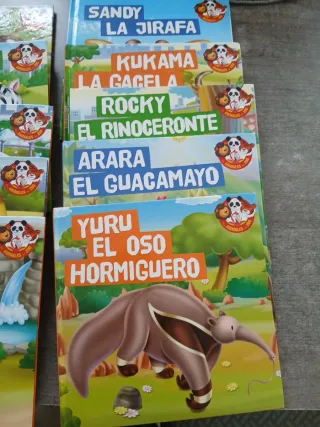 SANDY
LA JIRAFA
KUKAMA
LA GACELA
ROCKY
EL RINOCERONTE
ARARA
EL GUACAMAYO
YURU
EL OSO
HORMIGUERO